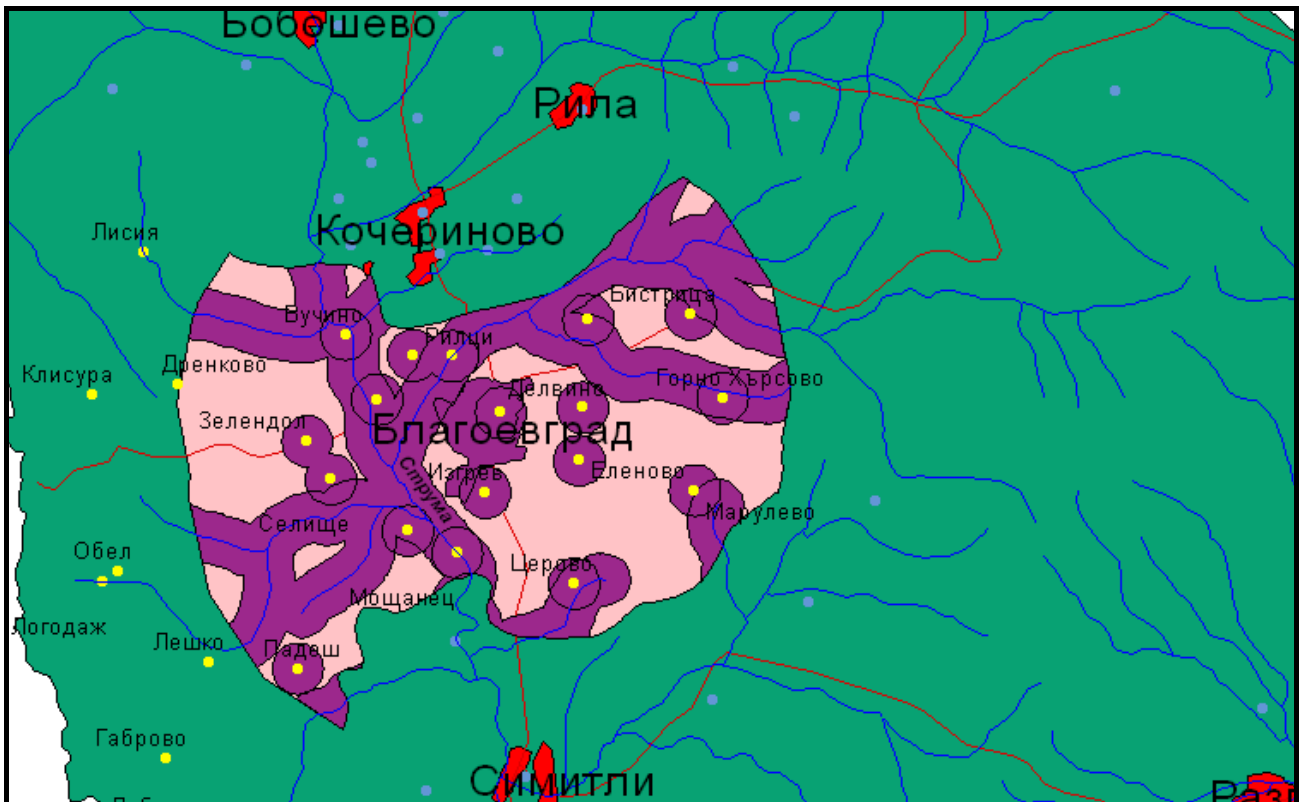 Бобошево
Рила
Кочериново
Лисия
Бистрица
Вучино
Рилци
Дренково
Клисура
Горно Хърсово
Делвино
Зелендол
Благоевград
Струма
Изгрев
Еленово
Марулево
Селище
Обел
Церово
Мощанец
Логодаж
Лешко
Падеш
Габрово
Симитли